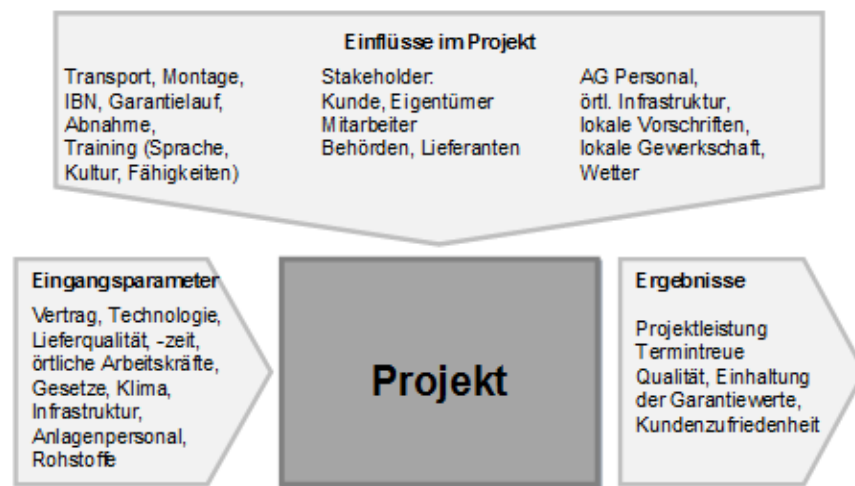 Einflüsse im Projekt
Transport, Montage,
IBN, Garantielauf,
Abnahme,
Training (Sprache,
Kultur, Fähigkeiten)
Stakeholder:
Kunde, Eigentümer
Mitarbeiter
Behörden, Lieferanten
AG Personal,
örtl. Infrastruktur,
lokale Vorschriften,
lokale Gewerkschaft,
Wetter
Eingangsparameter
Vertrag, Technologie,
Lieferqualität, -zeit,
örtliche Arbeitskräfte,
Gesetze, Klima,
Infrastruktur,
Anlagenpersonal,
Rohstoffe
Projekt
Ergebnisse
Projektleistung
Termintreue
Qualität, Einhaltung
der Garantiewerte,
Kundenzufriedenheit